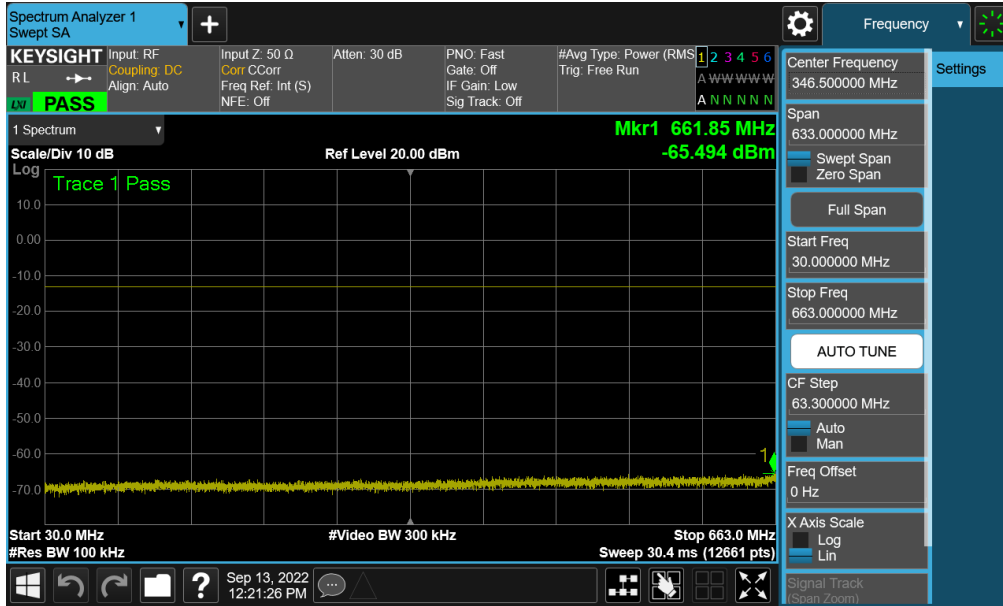 Spectrum Analyzer 1
Swept SA
Frequency
KEYSIGHT
R L
LXI PASS
Input: RF
Coupling: DC
Align: Auto
Input Z: 50 Ω
Corr CCorr
Freq Ref: Int (S)
NFE: Off
Atten: 30 dB
PNO: Fast
Gate: Off
IF Gain: Low
Sig Track: Off
#Avg Type: Power (RMS
Trig: Free Run
1 2 3 4 5 6
A W W W W W
A N N N N N
1 Spectrum
Scale/Div 10 dB
Ref Level 20.00 dBm
Mkr1 661.85 MHz
-65.494 dBm
Log
Trace 1 Pass
10.0
0.00
-10.0
-20.0
-30.0
-40.0
-50.0
-60.0
-70.0
1
Start 30.0 MHz
#Res BW 100 kHz
#Video BW 300 kHz
Stop 663.0 MHz
Sweep 30.4 ms (12661 pts)
Sep 13, 2022
12:21:26 PM
?
Center Frequency
346.500000 MHz
Span
633.000000 MHz
Swept Span
Zero Span
Full Span
Start Freq
30.000000 MHz
Stop Freq
663.000000 MHz
AUTO TUNE
CF Step
63.300000 MHz
Auto
Man
Freq Offset
0 Hz
X Axis Scale
Log
Lin
Signal Track
(Span Zoom)
Settings